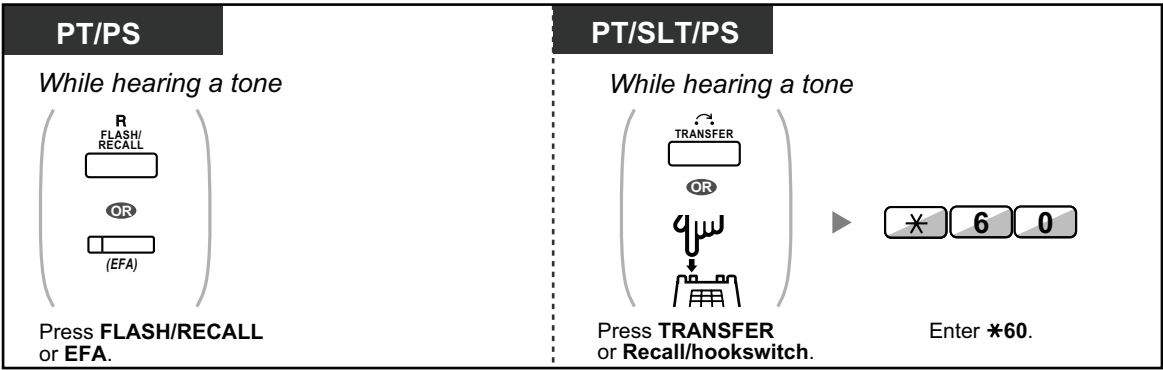 PT/PS
While hearing a tone
R
FLASH/
RECALL
OR
(EFA)
Press FLASH/RECALL
or EFA.
PT/SLT/PS
While hearing a tone
TRANSFER
OR
Press TRANSFER
or Recall/hookswitch.
* 6 0
Enter *60.